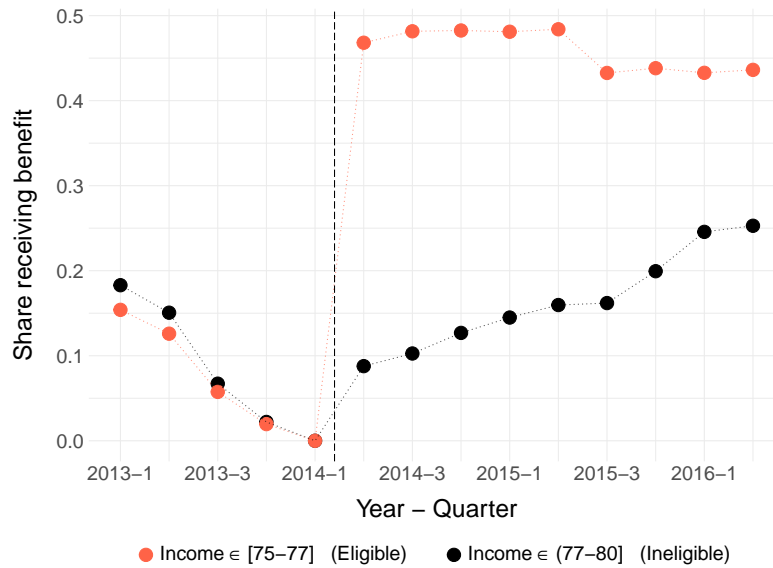 0.5
0.4
0.3
0.2
0.1
0.0
Share receiving benefit
2013−1 2013−3 2014−1 2014−3 2015−1 2015−3 2016−1
Year − Quarter
Income ∈ [75−77] (Eligible) Income ∈ (77−80] (Ineligible)